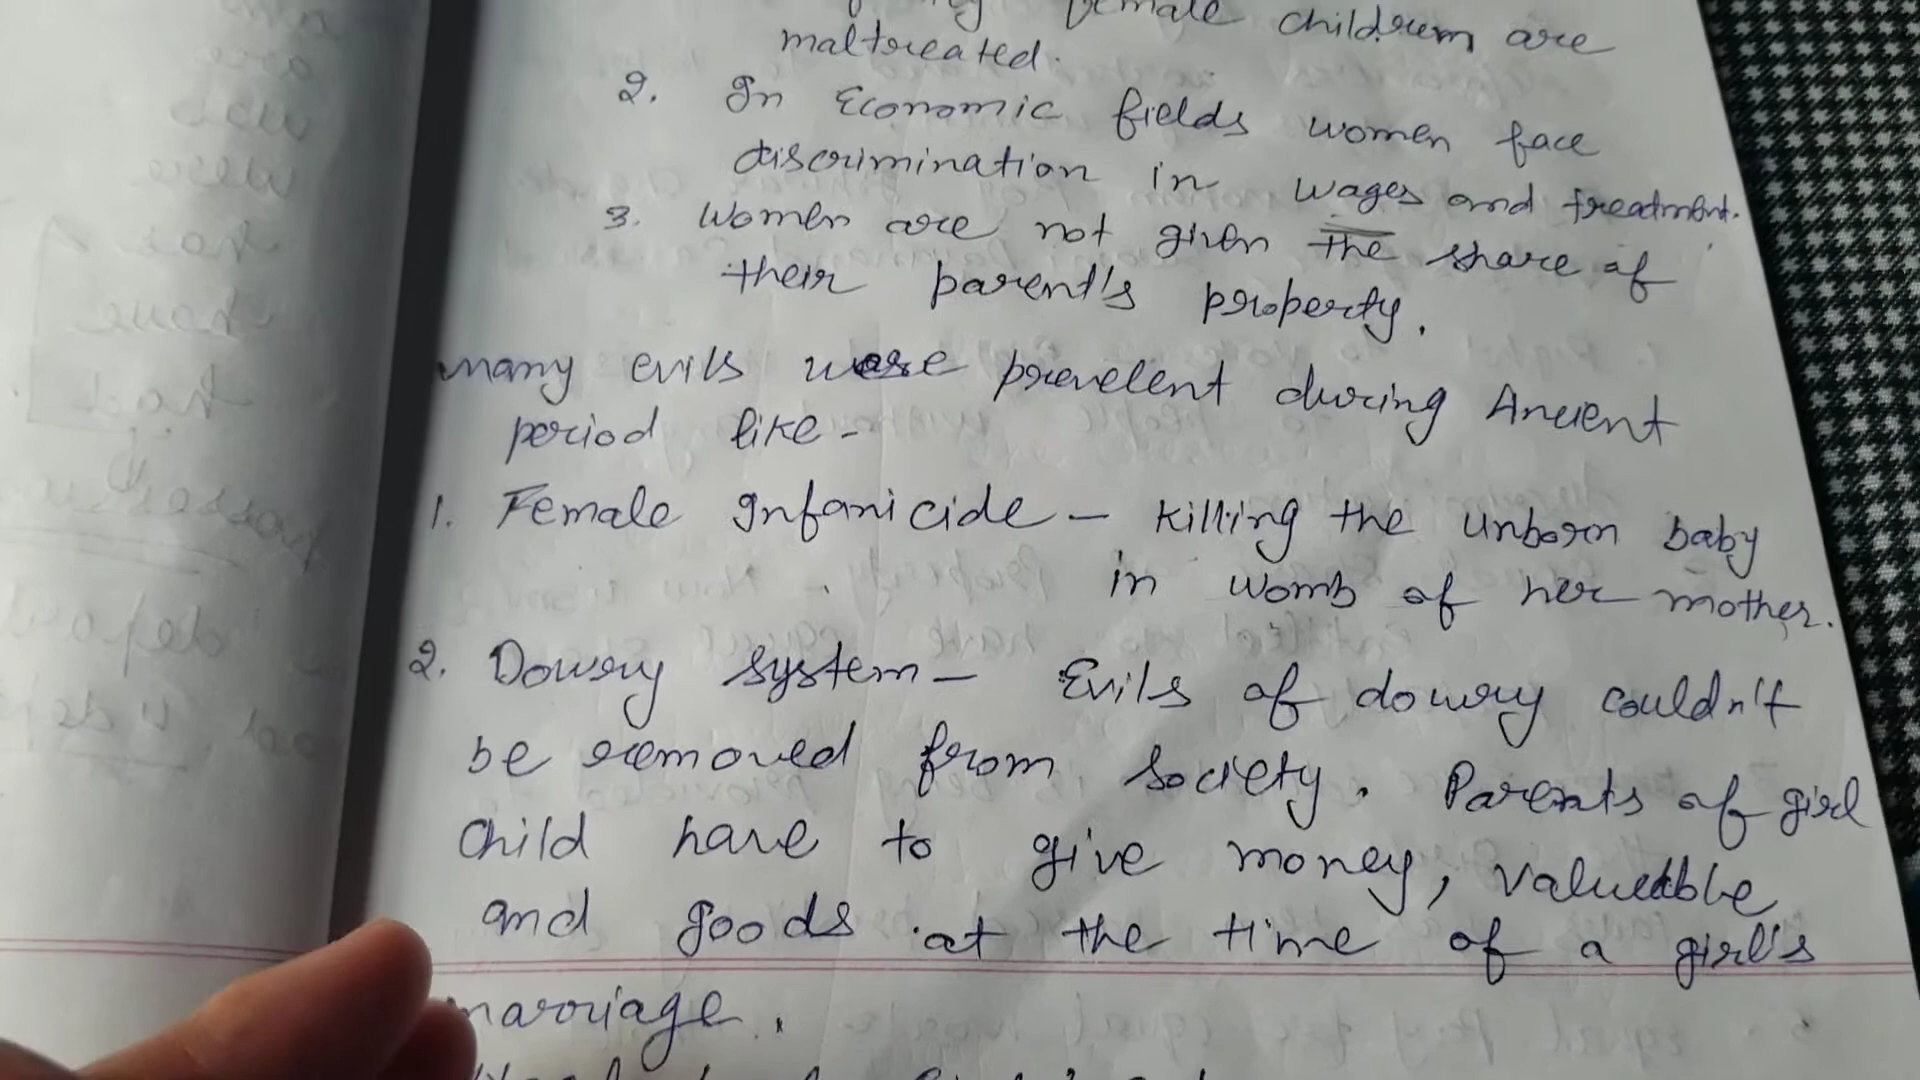 female children are
maltreated.
2. In Economic fields women face
discrimination in wages and treatment.
3. Women are not given the share of
their parent's property.
many evils were prevelent during Ancient
period like -
1. Female Infanicide - Killing the unborn baby
in womb of her mother.
2. Dowry system - Evils of dowry couldn't
be removed from society. Parents of girl
child have to give money, valuable
and goods at the time of a girl's
marriage.